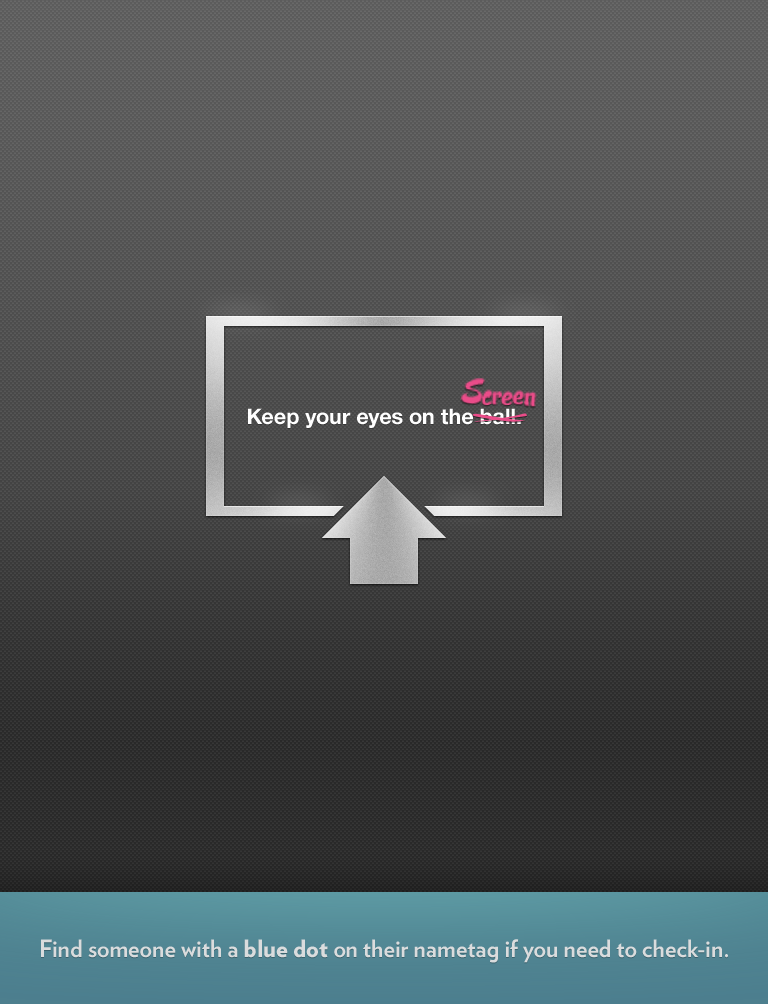 Screen
Keep your eyes on the ball.
Find someone with a blue dot on their nametag if you need to check-in.